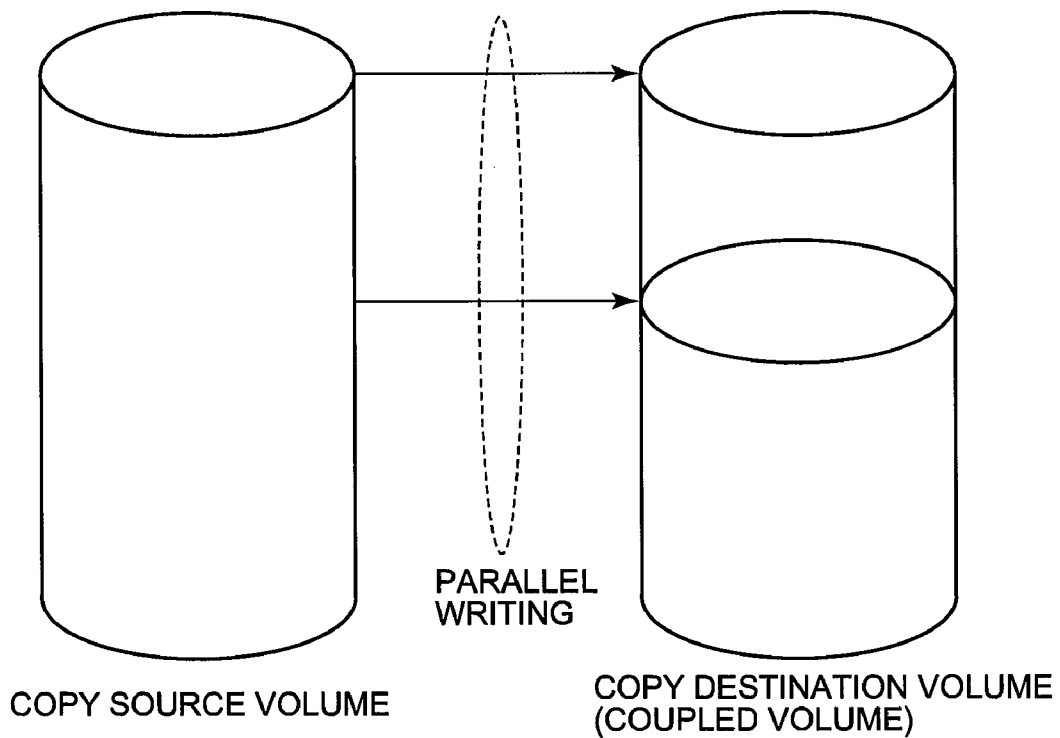 PARALLEL
WRITING
COPY SOURCE VOLUME
COPY DESTINATION VOLUME
(COUPLED VOLUME)